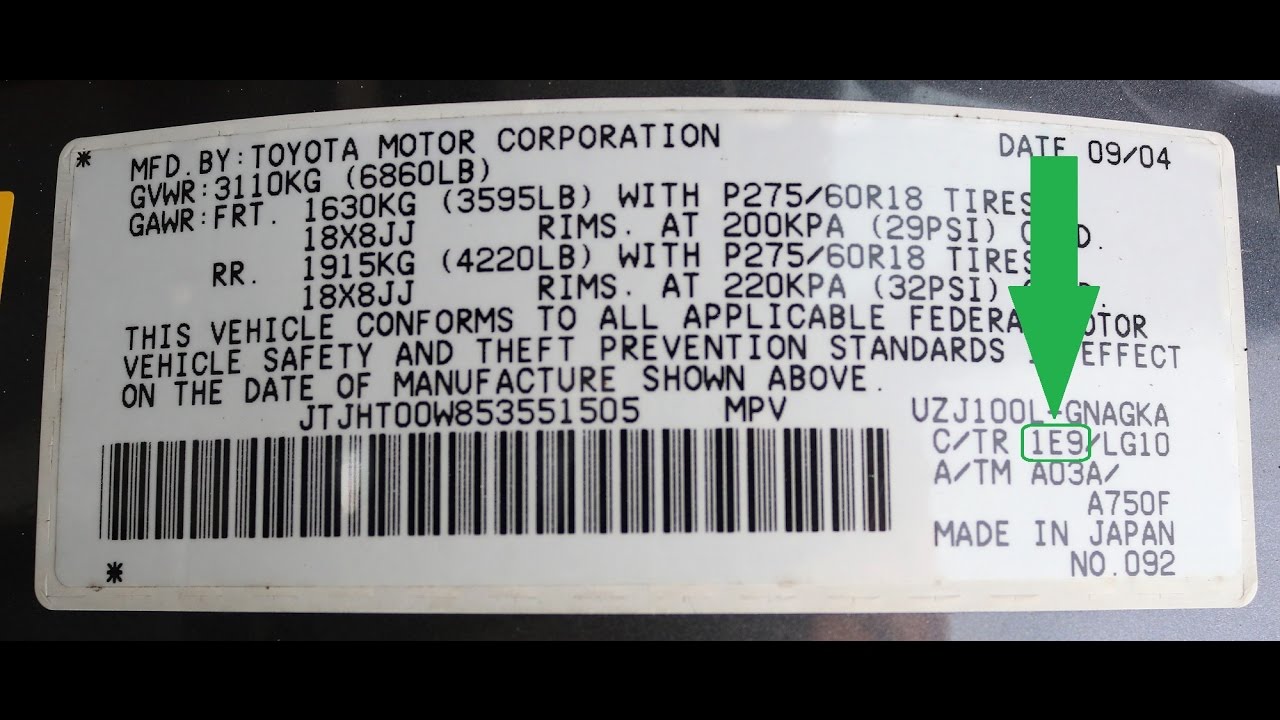 * MFD.BY:TOYOTA MOTOR CORPORATION DATE 09/04
GVWR:3110KG (6860LB)
GAWR:FRT. 1630KG (3595LB) WITH P275/60R18 TIRES
18X8JJ RIMS. AT 200KPA (29PSI)
RR. 1915KG (4220LB) WITH P275/60R18 TIRES
18X8JJ RIMS. AT 220KPA (32PSI)
THIS VEHICLE CONFORMS TO ALL APPLICABLE FEDERAL MOTOR
VEHICLE SAFETY AND THEFT PREVENTION STANDARDS IN EFFECT
ON THE DATE OF MANUFACTURE SHOWN ABOVE.
JTJHT00W853551505 MPV UZJ100L-GNAGKA
C/TR 1E9/LG10
A/TM A03A/
A750F
MADE IN JAPAN
* NO.092